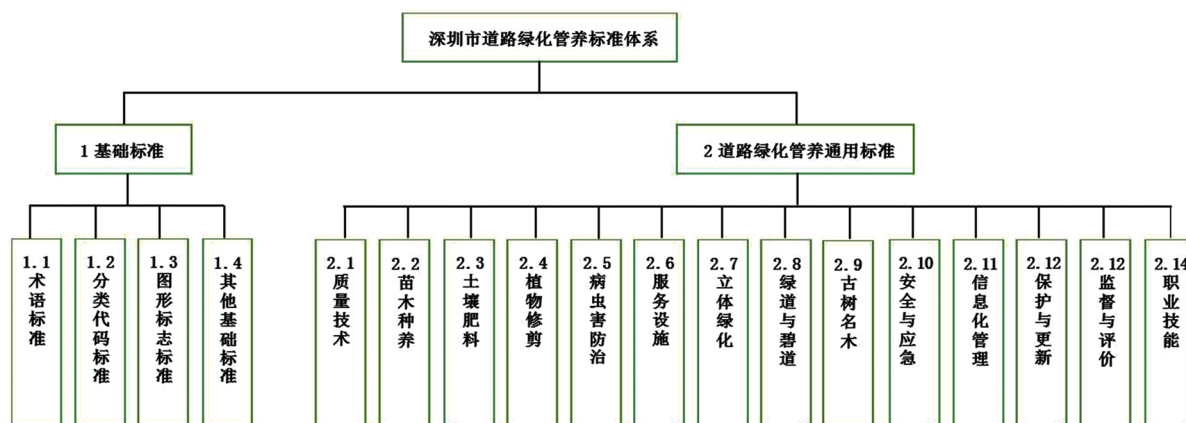 深圳市道路绿化管养标准体系
1 基础标准
2 道路绿化管养通用标准
1.1 术语标准
1.2 分类代码标准
1.3 图形标志标准
1.4 其他基础标准
2.1 质量技术
2.2 苗木种养
2.3 土壤肥料
2.4 植物修剪
2.5 病虫害防治
2.6 服务设施
2.7 立体绿化
2.8 绿道与碧道
2.9 古树名木
2.10 安全与应急
2.11 信息化管理
2.12 保护与更新
2.12 监督与评价
2.14 职业技能